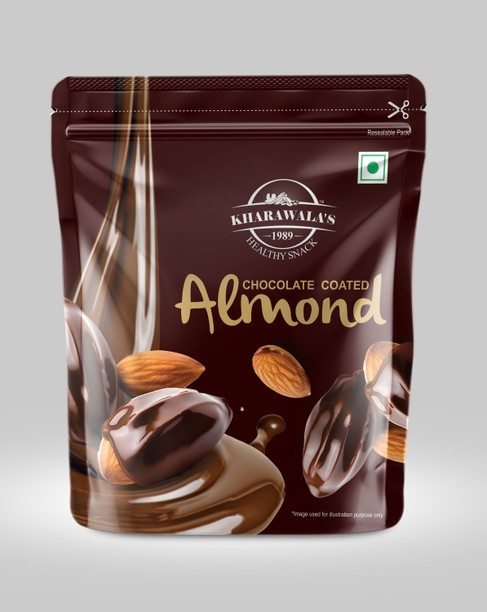 Resealable Pack
KHARAWALA'S
1989
HEALTHY SNACK
CHOCOLATE COATED
Almond
*Image used for illustration purpose only